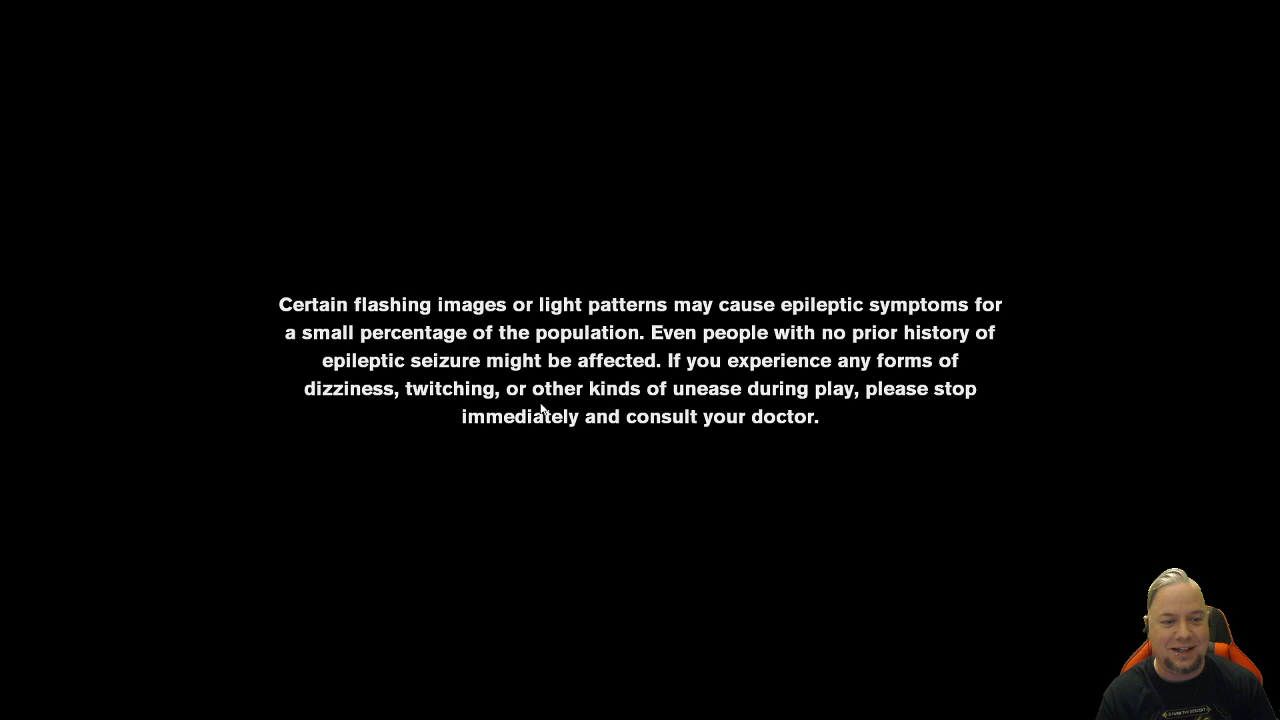 Certain flashing images or light patterns may cause epileptic symptoms for
a small percentage of the population. Even people with no prior history of
epileptic seizure might be affected. If you experience any forms of
dizziness, twitching, or other kinds of unease during play, please stop
immediately and consult your doctor.